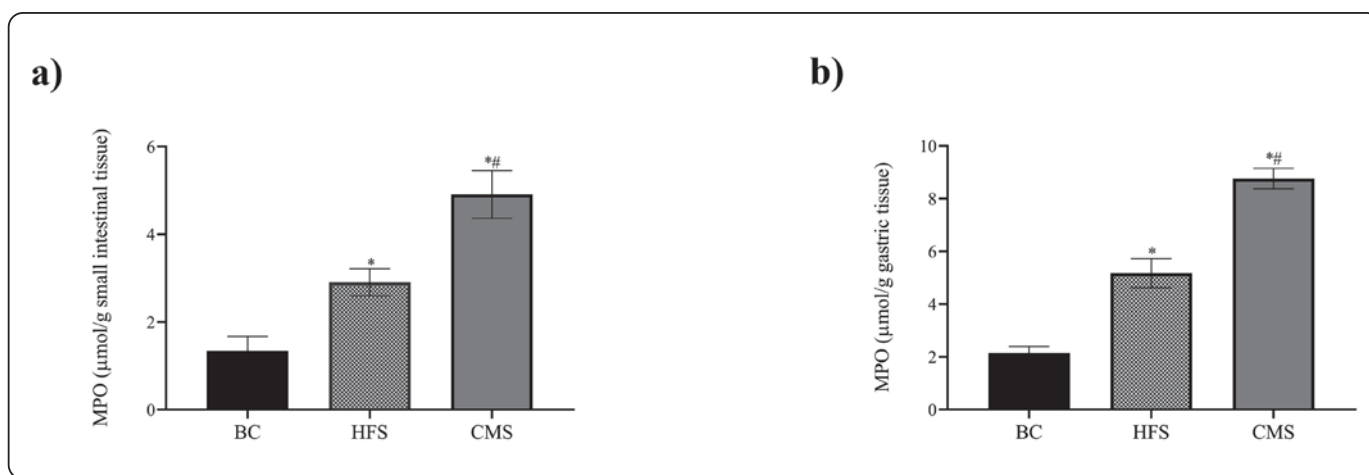 a)
MPO (μmol/g small intestinal tissue)
6
4
2
0
*
*#
BC HFS CMS
b)
MPO (μmol/g gastric tissue)
10
8
6
4
2
0
*
*#
BC HFS CMS